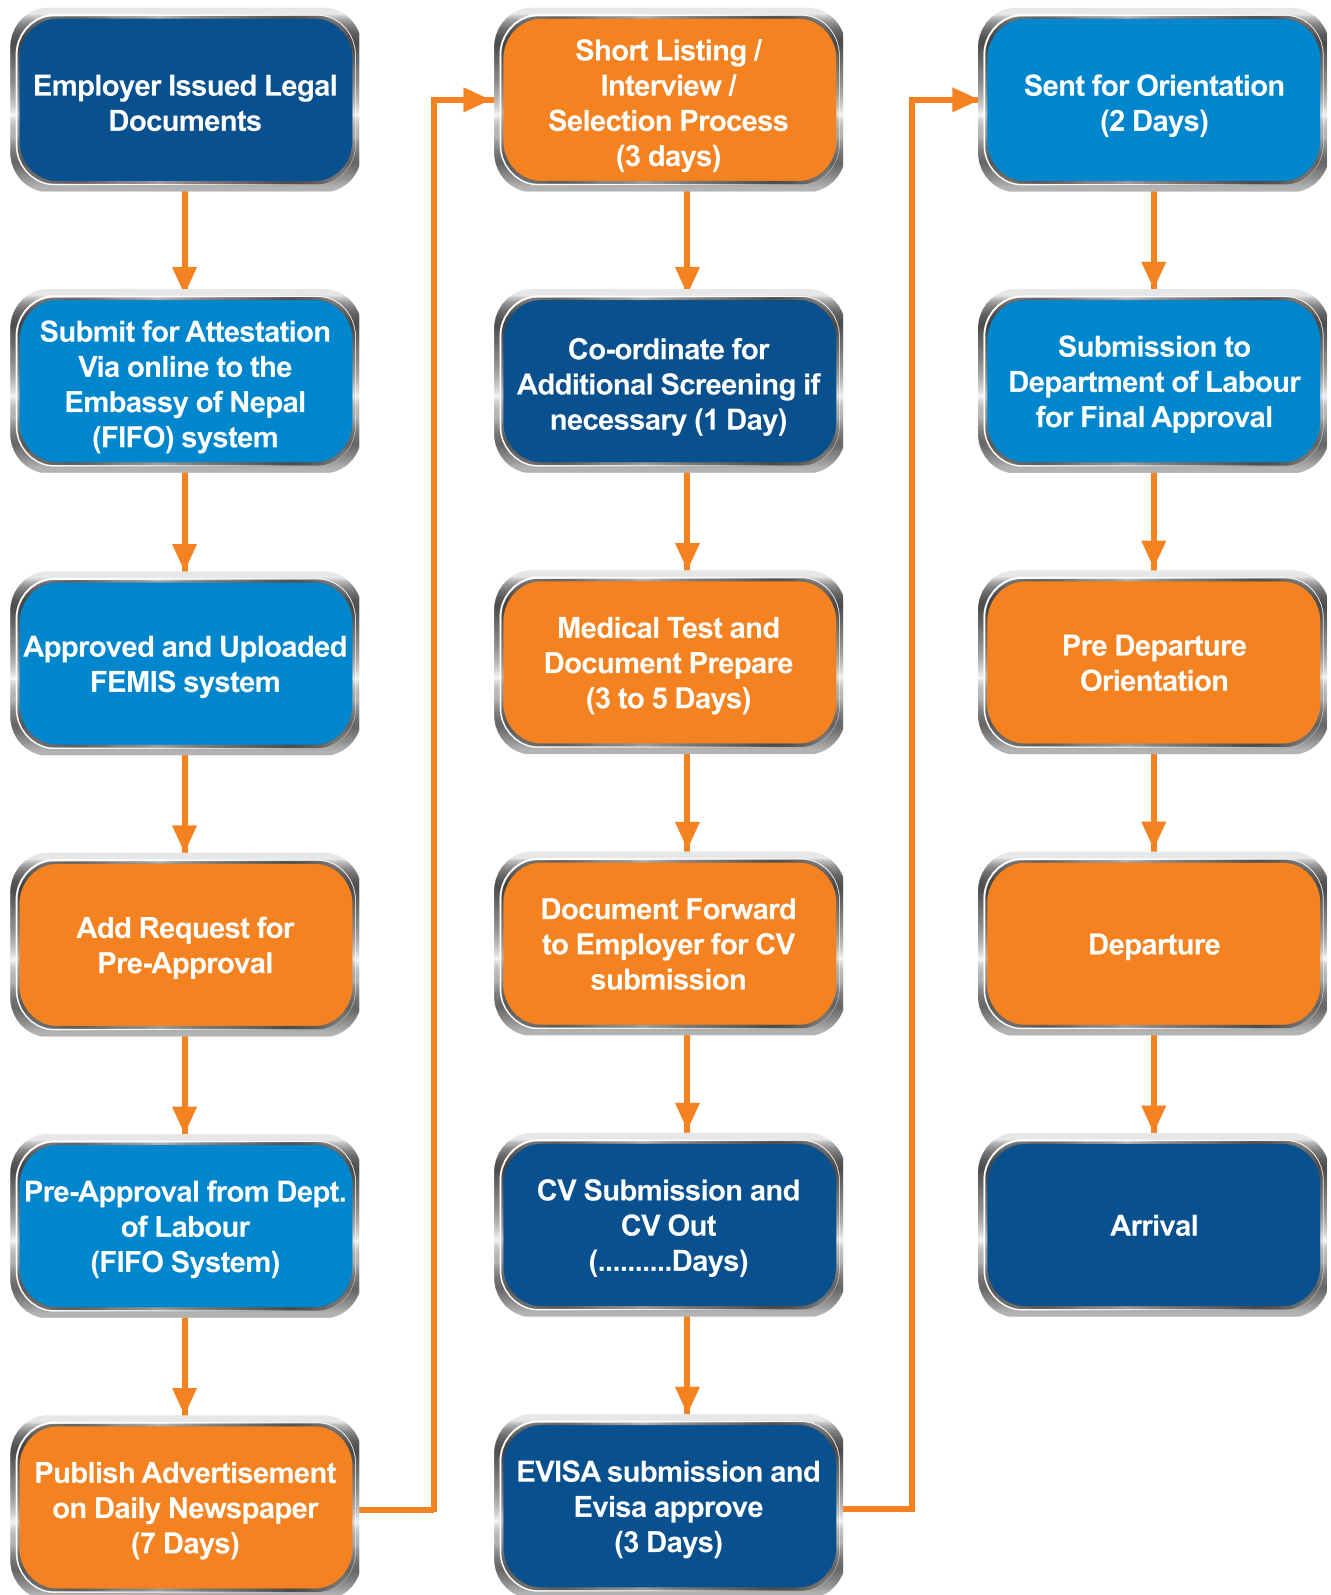 Employer Issued Legal
Documents
Submit for Attestation
Via online to the
Embassy of Nepal
(FIFO) system
Approved and Uploaded
FEMIS system
Add Request for
Pre-Approval
Pre-Approval from Dept.
of Labour
(FIFO System)
Publish Advertisement
on Daily Newspaper
(7 Days)
Short Listing /
Interview /
Selection Process
(3 days)
Co-ordinate for
Additional Screening if
necessary (1 Day)
Medical Test and
Document Prepare
(3 to 5 Days)
Document Forward
to Employer for CV
submission
CV Submission and
CV Out
(..........Days)
EVISA submission and
Evisa approve
(3 Days)
Sent for Orientation
(2 Days)
Submission to
Department of Labour
for Final Approval
Pre Departure
Orientation
Departure
Arrival